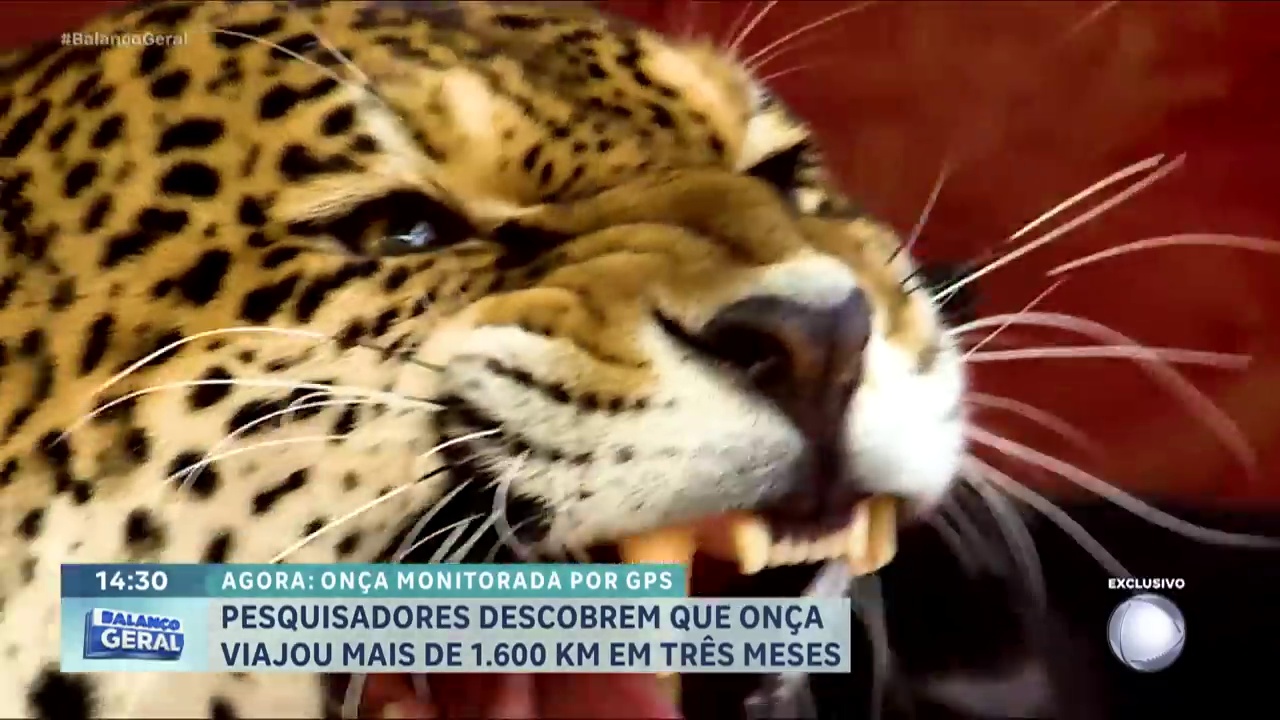 #BalançoGeral
14:30
AGORA: ONÇA MONITORADA POR GPS
BALANÇO
GERAL
PESQUISADORES DESCOBREM QUE ONÇA
VIAJOU MAIS DE 1.600 KM EM TRÊS MESES
EXCLUSIVO